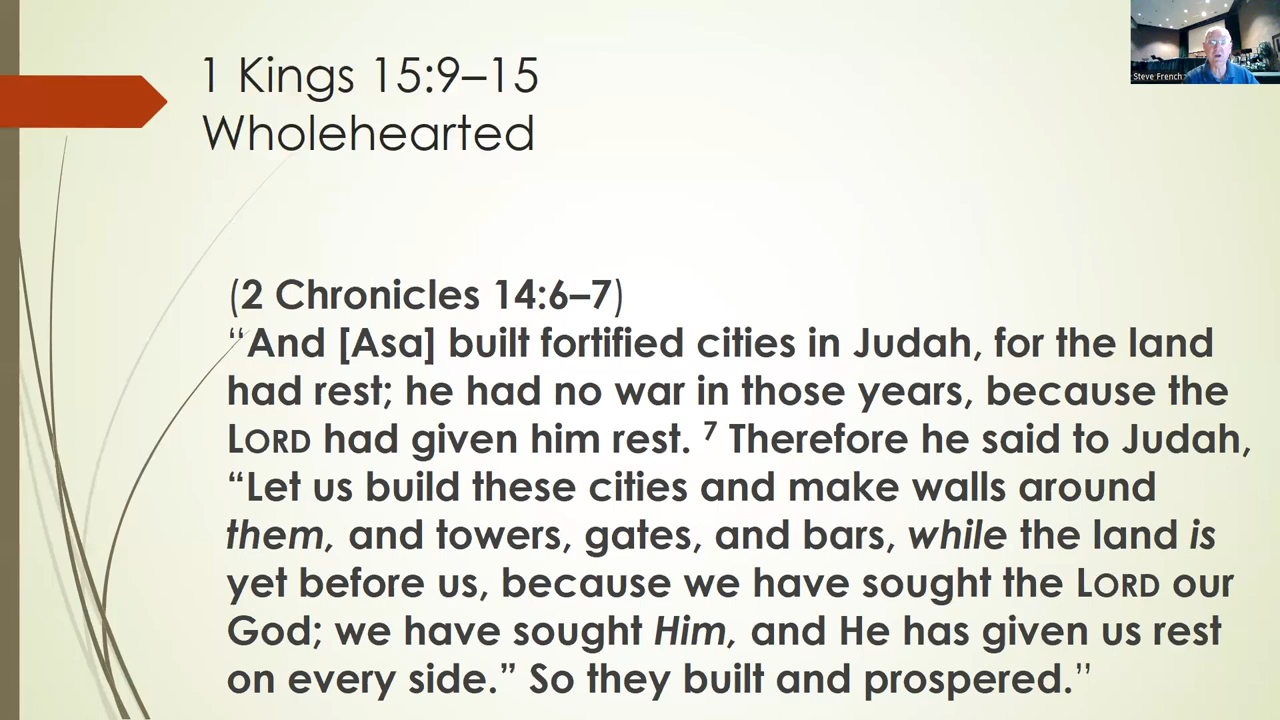 1 Kings 15:9–15
Wholehearted
Steve French
(2 Chronicles 14:6–7)
“And [Asa] built fortified cities in Judah, for the land
had rest; he had no war in those years, because the
LORD had given him rest. ⁷ Therefore he said to Judah,
“Let us build these cities and make walls around
them, and towers, gates, and bars, while the land is
yet before us, because we have sought the LORD our
God; we have sought Him, and He has given us rest
on every side.” So they built and prospered.”